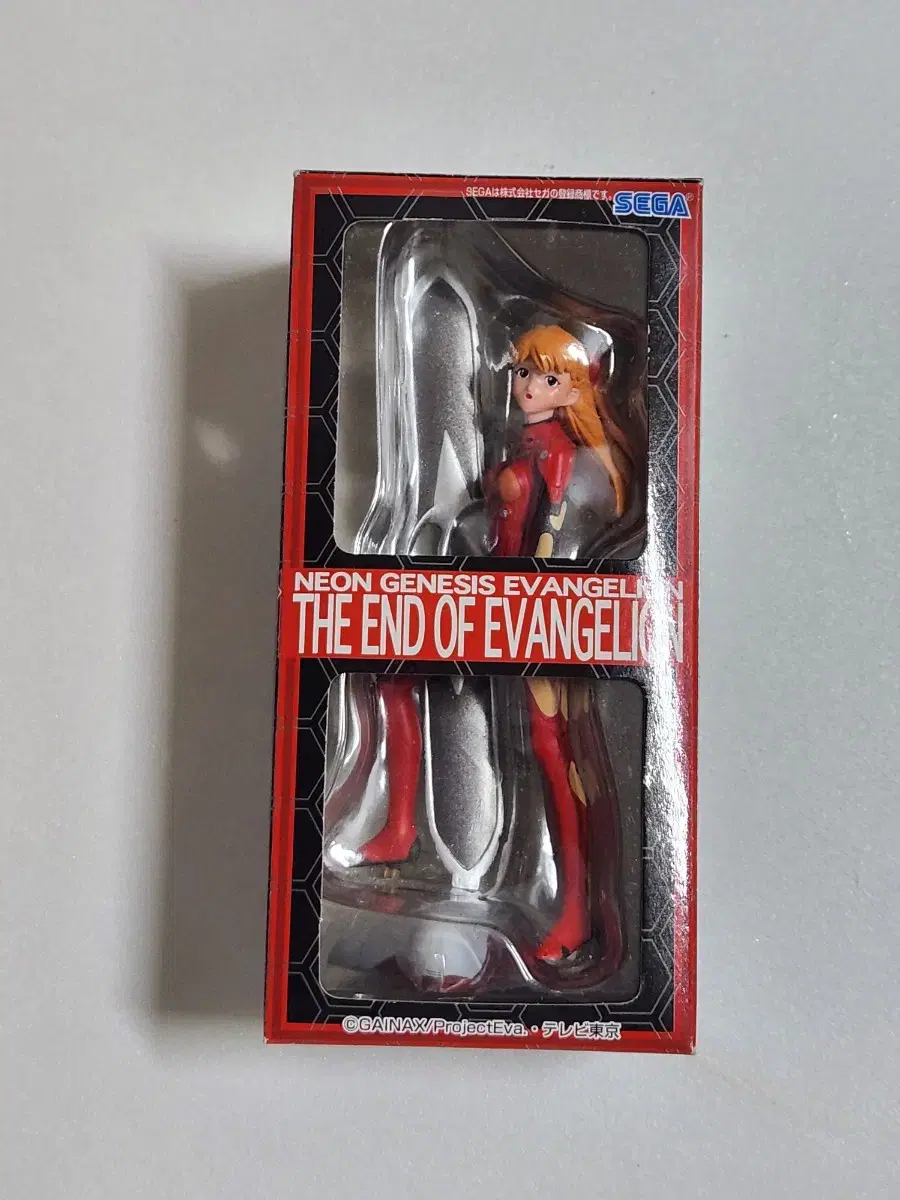 SEGAは株式会社セガの登録商標です。
SEGA®
NEON GENESIS EVANGELION
THE END OF EVANGELION
©GAINAX/ProjectEva.・テレビ東京